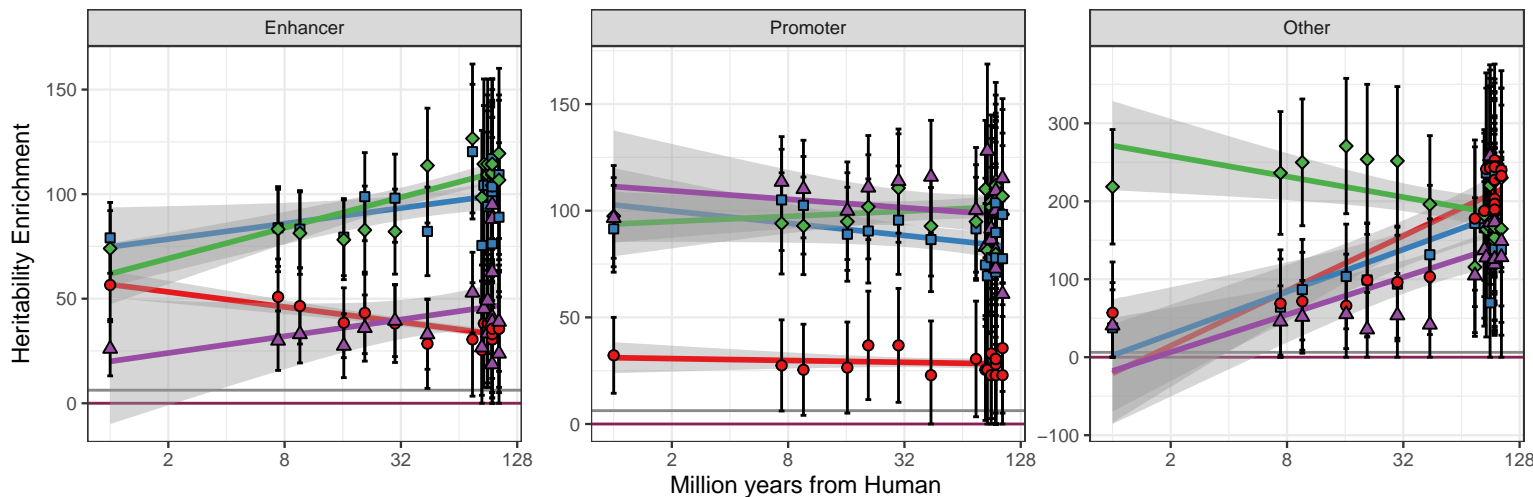 Enhancer
Promoter
Other
Heritability Enrichment
150
100
50
0
150
100
50
0
300
200
100
0
−100
2 8 32 128
2 8 32 128
2 8 32 128
Million years from Human